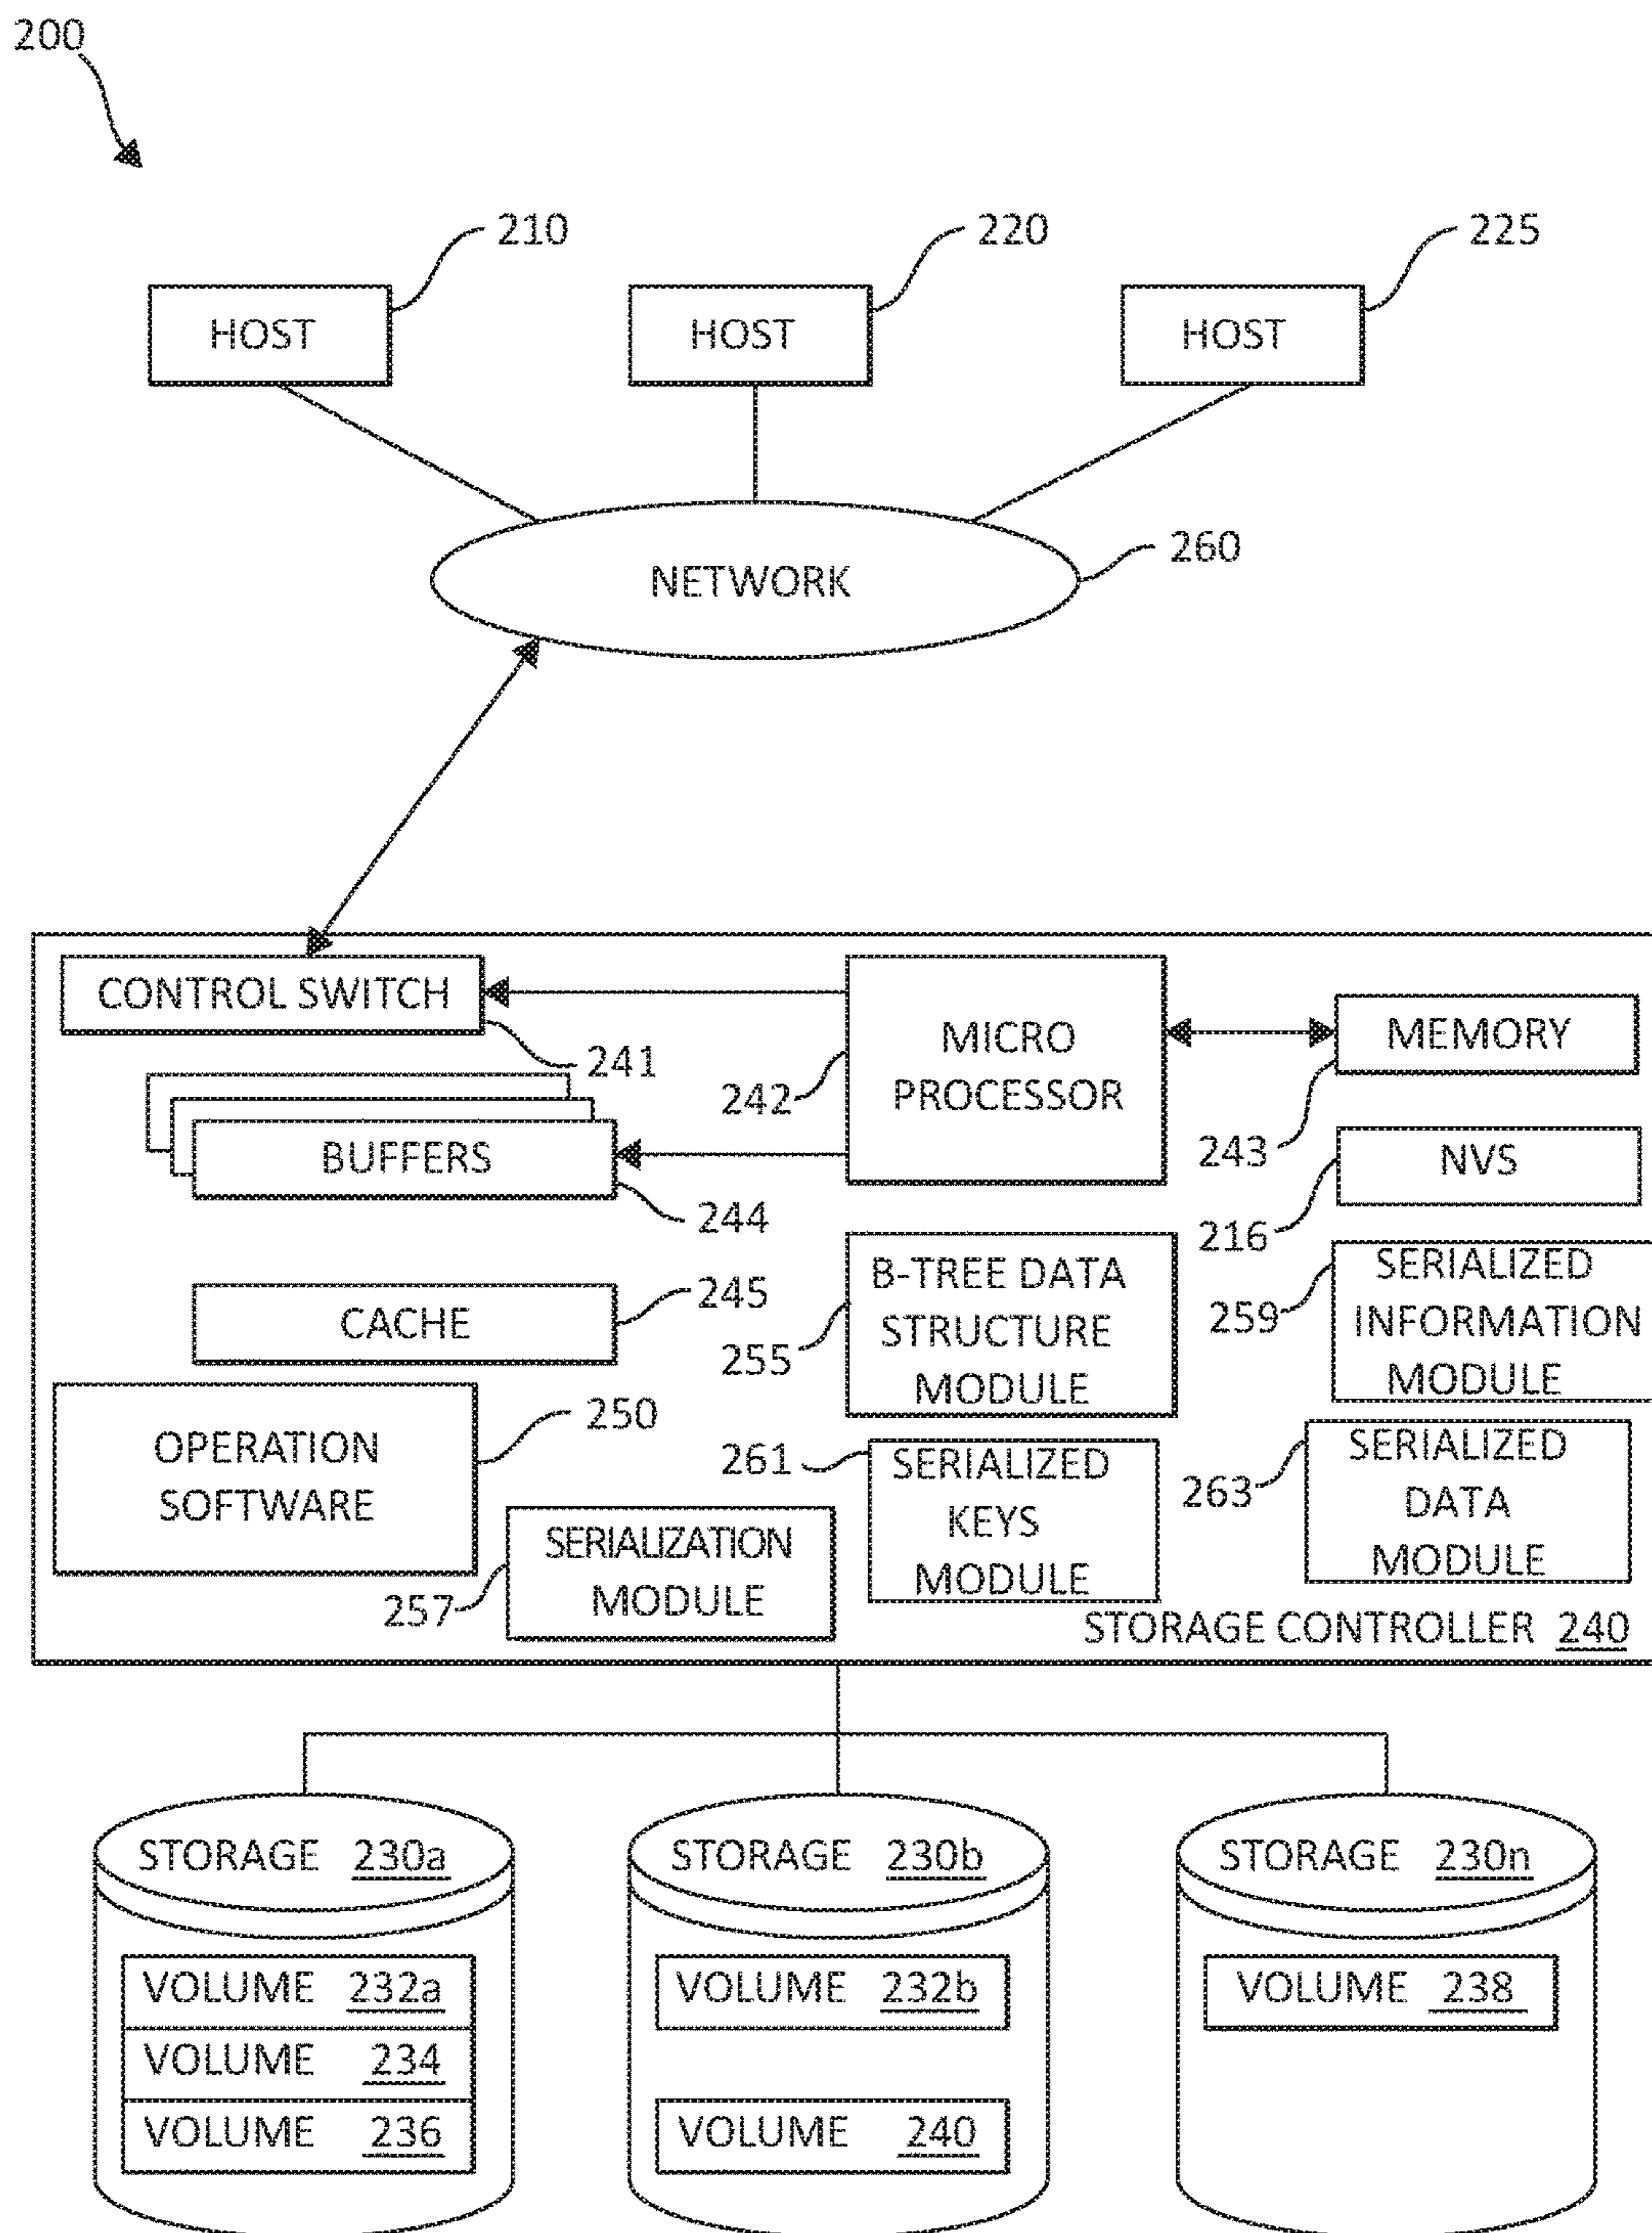 200
210
220
225
HOST
HOST
HOST
260
NETWORK
CONTROL SWITCH
241
MICRO
PROCESSOR
242
MEMORY
243
BUFFERS
244
NVS
216
CACHE
245
B-TREE DATA
STRUCTURE
MODULE
255
SERIALIZED
INFORMATION
MODULE
259
OPERATION
SOFTWARE
250
SERIALIZATION
MODULE
257
261
SERIALIZED
KEYS
MODULE
263
SERIALIZED
DATA
MODULE
STORAGE CONTROLLER 240
STORAGE 230a
VOLUME 232a
VOLUME 234
VOLUME 236
STORAGE 230b
VOLUME 232b
VOLUME 240
STORAGE 230n
VOLUME 238